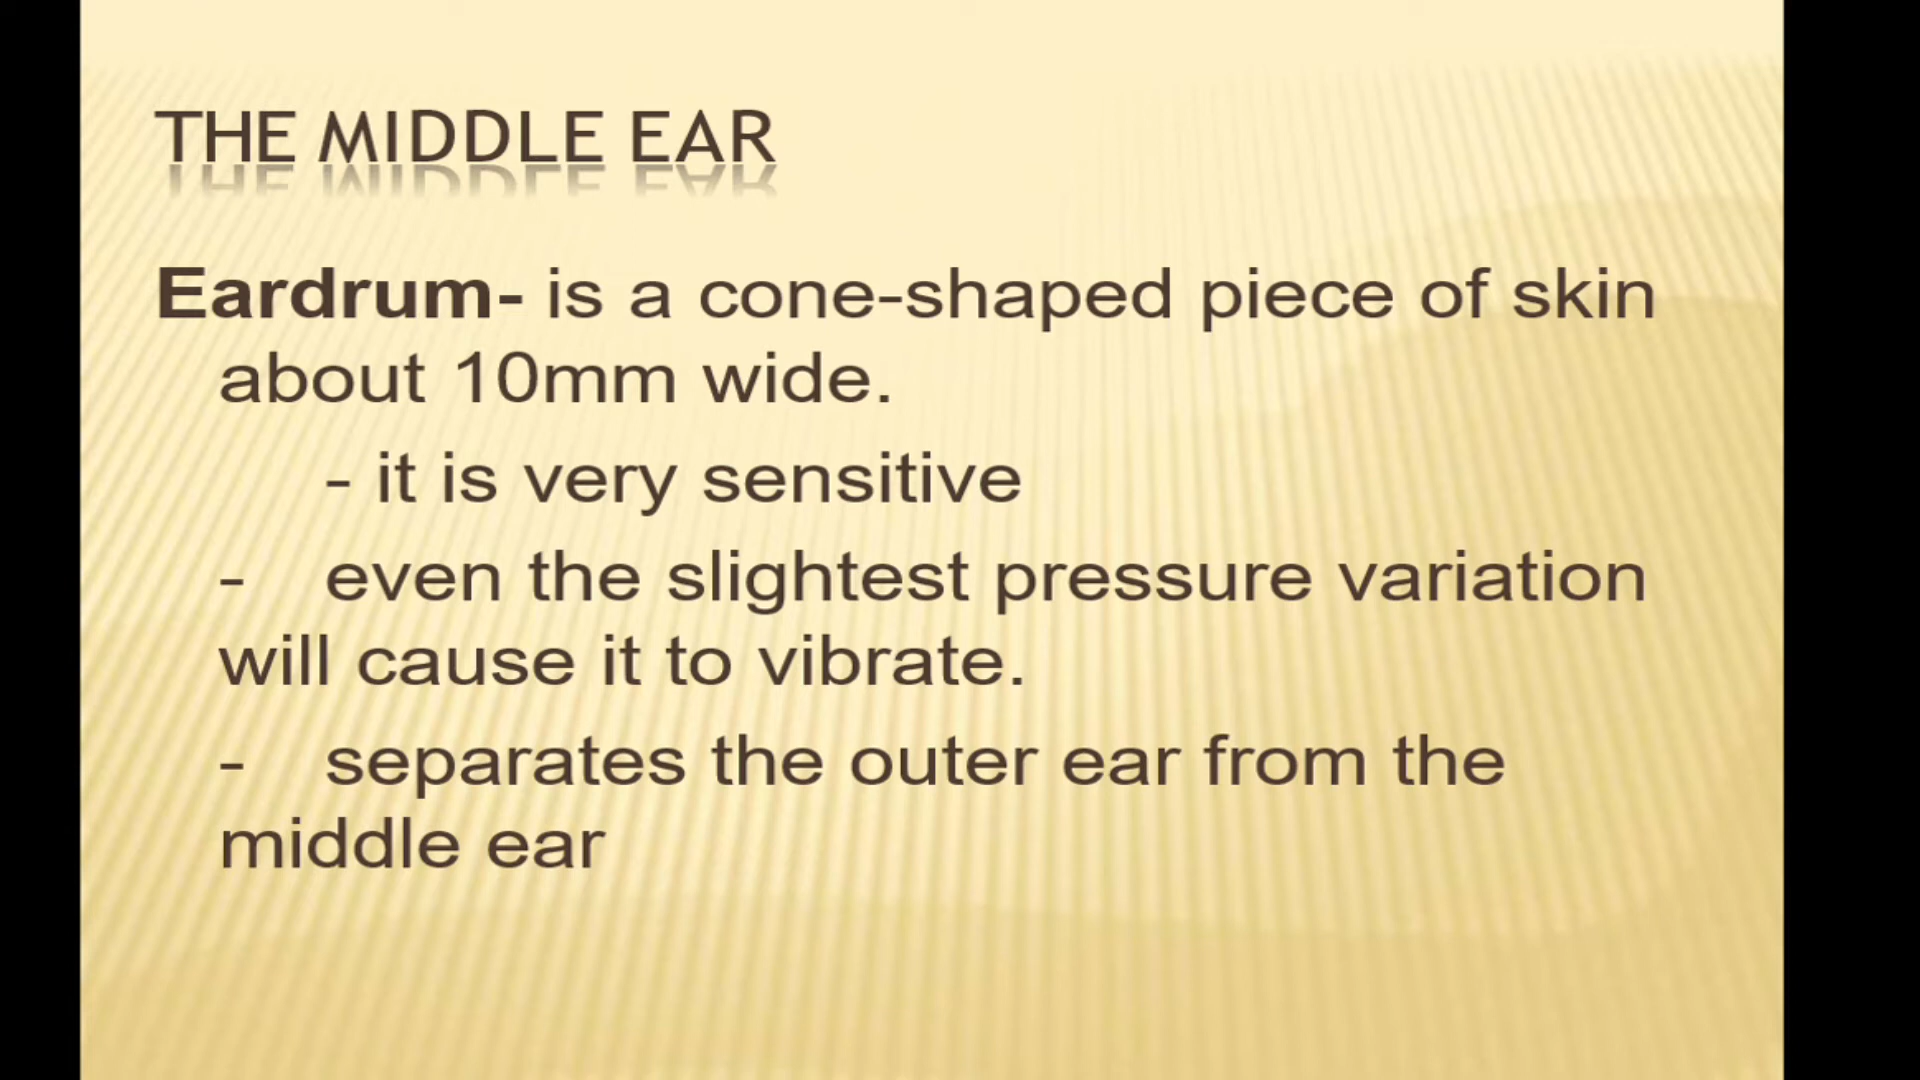 THE MIDDLE EAR
Eardrum- is a cone-shaped piece of skin
about 10mm wide.
- it is very sensitive
- even the slightest pressure variation
will cause it to vibrate.
- separates the outer ear from the
middle ear